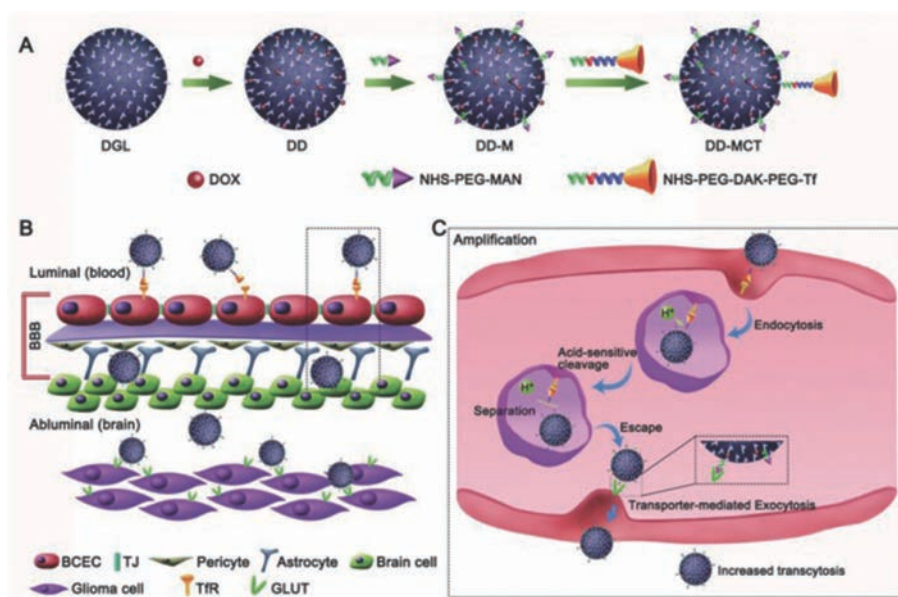 A
DGL
DD
DD-M
DD-MCT
DOX
NHS-PEG-MAN
NHS-PEG-DAK-PEG-Tf
B
Luminal (blood)
BBB
Abluminal (brain)
BCEC
TJ
Pericyte
Astrocyte
Brain cell
Glioma cell
TfR
GLUT
C
Amplification
Endocytosis
H⁺
Acid-sensitive
cleavage
H⁺
Separation
Escape
Transporter-mediated Exocytosis
Increased transcytosis